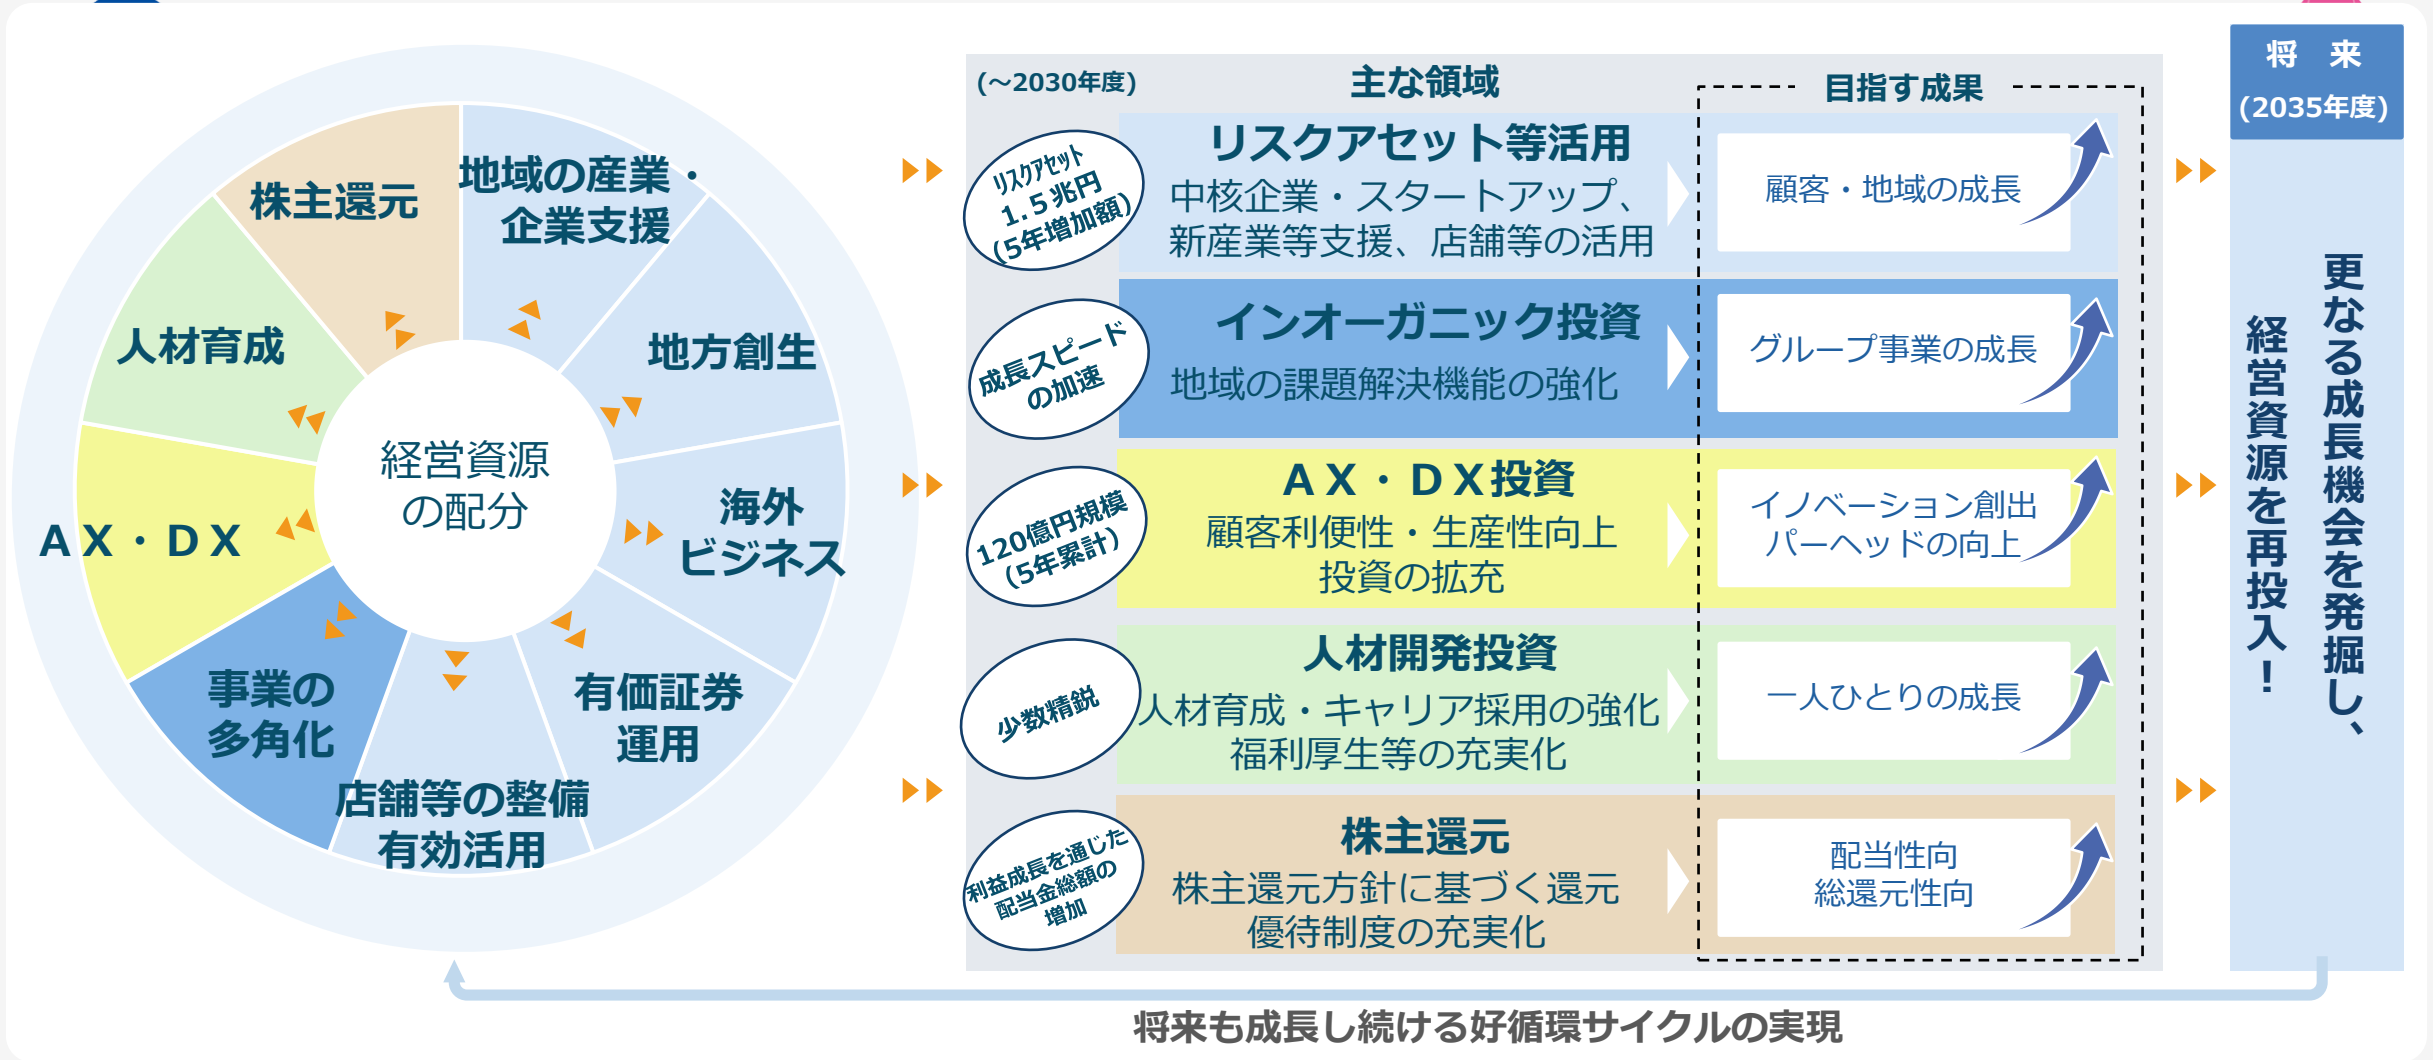 株主還元
地域の産業・
企業支援
地方創生
海外
ビジネス
有価証券
運用
店舗等の整備
有効活用
事業の
多角化
ＡＸ・ＤＸ
人材育成
経営資源
の配分
(～2030年度)
主な領域
目指す成果
リスクアセット
1.5兆円
(5年増加額)
リスクアセット等活用
中核企業・スタートアップ、
新産業等支援、店舗等の活用
顧客・地域の成長
成長スピード
の加速
インオーガニック投資
地域の課題解決機能の強化
グループ事業の成長
120億円規模
(5年累計)
ＡＸ・ＤＸ投資
顧客利便性・生産性向上
投資の拡充
イノベーション創出
パーヘッドの向上
少数精鋭
人材開発投資
人材育成・キャリア採用の強化
福利厚生等の充実化
一人ひとりの成長
利益成長を通じた
配当金総額の
増加
株主還元
株主還元方針に基づく還元
優待制度の充実化
配当性向
総還元性向
将　来
(2035年度)
更なる成長機会を発掘し、
経営資源を再投入！
将来も成長し続ける好循環サイクルの実現